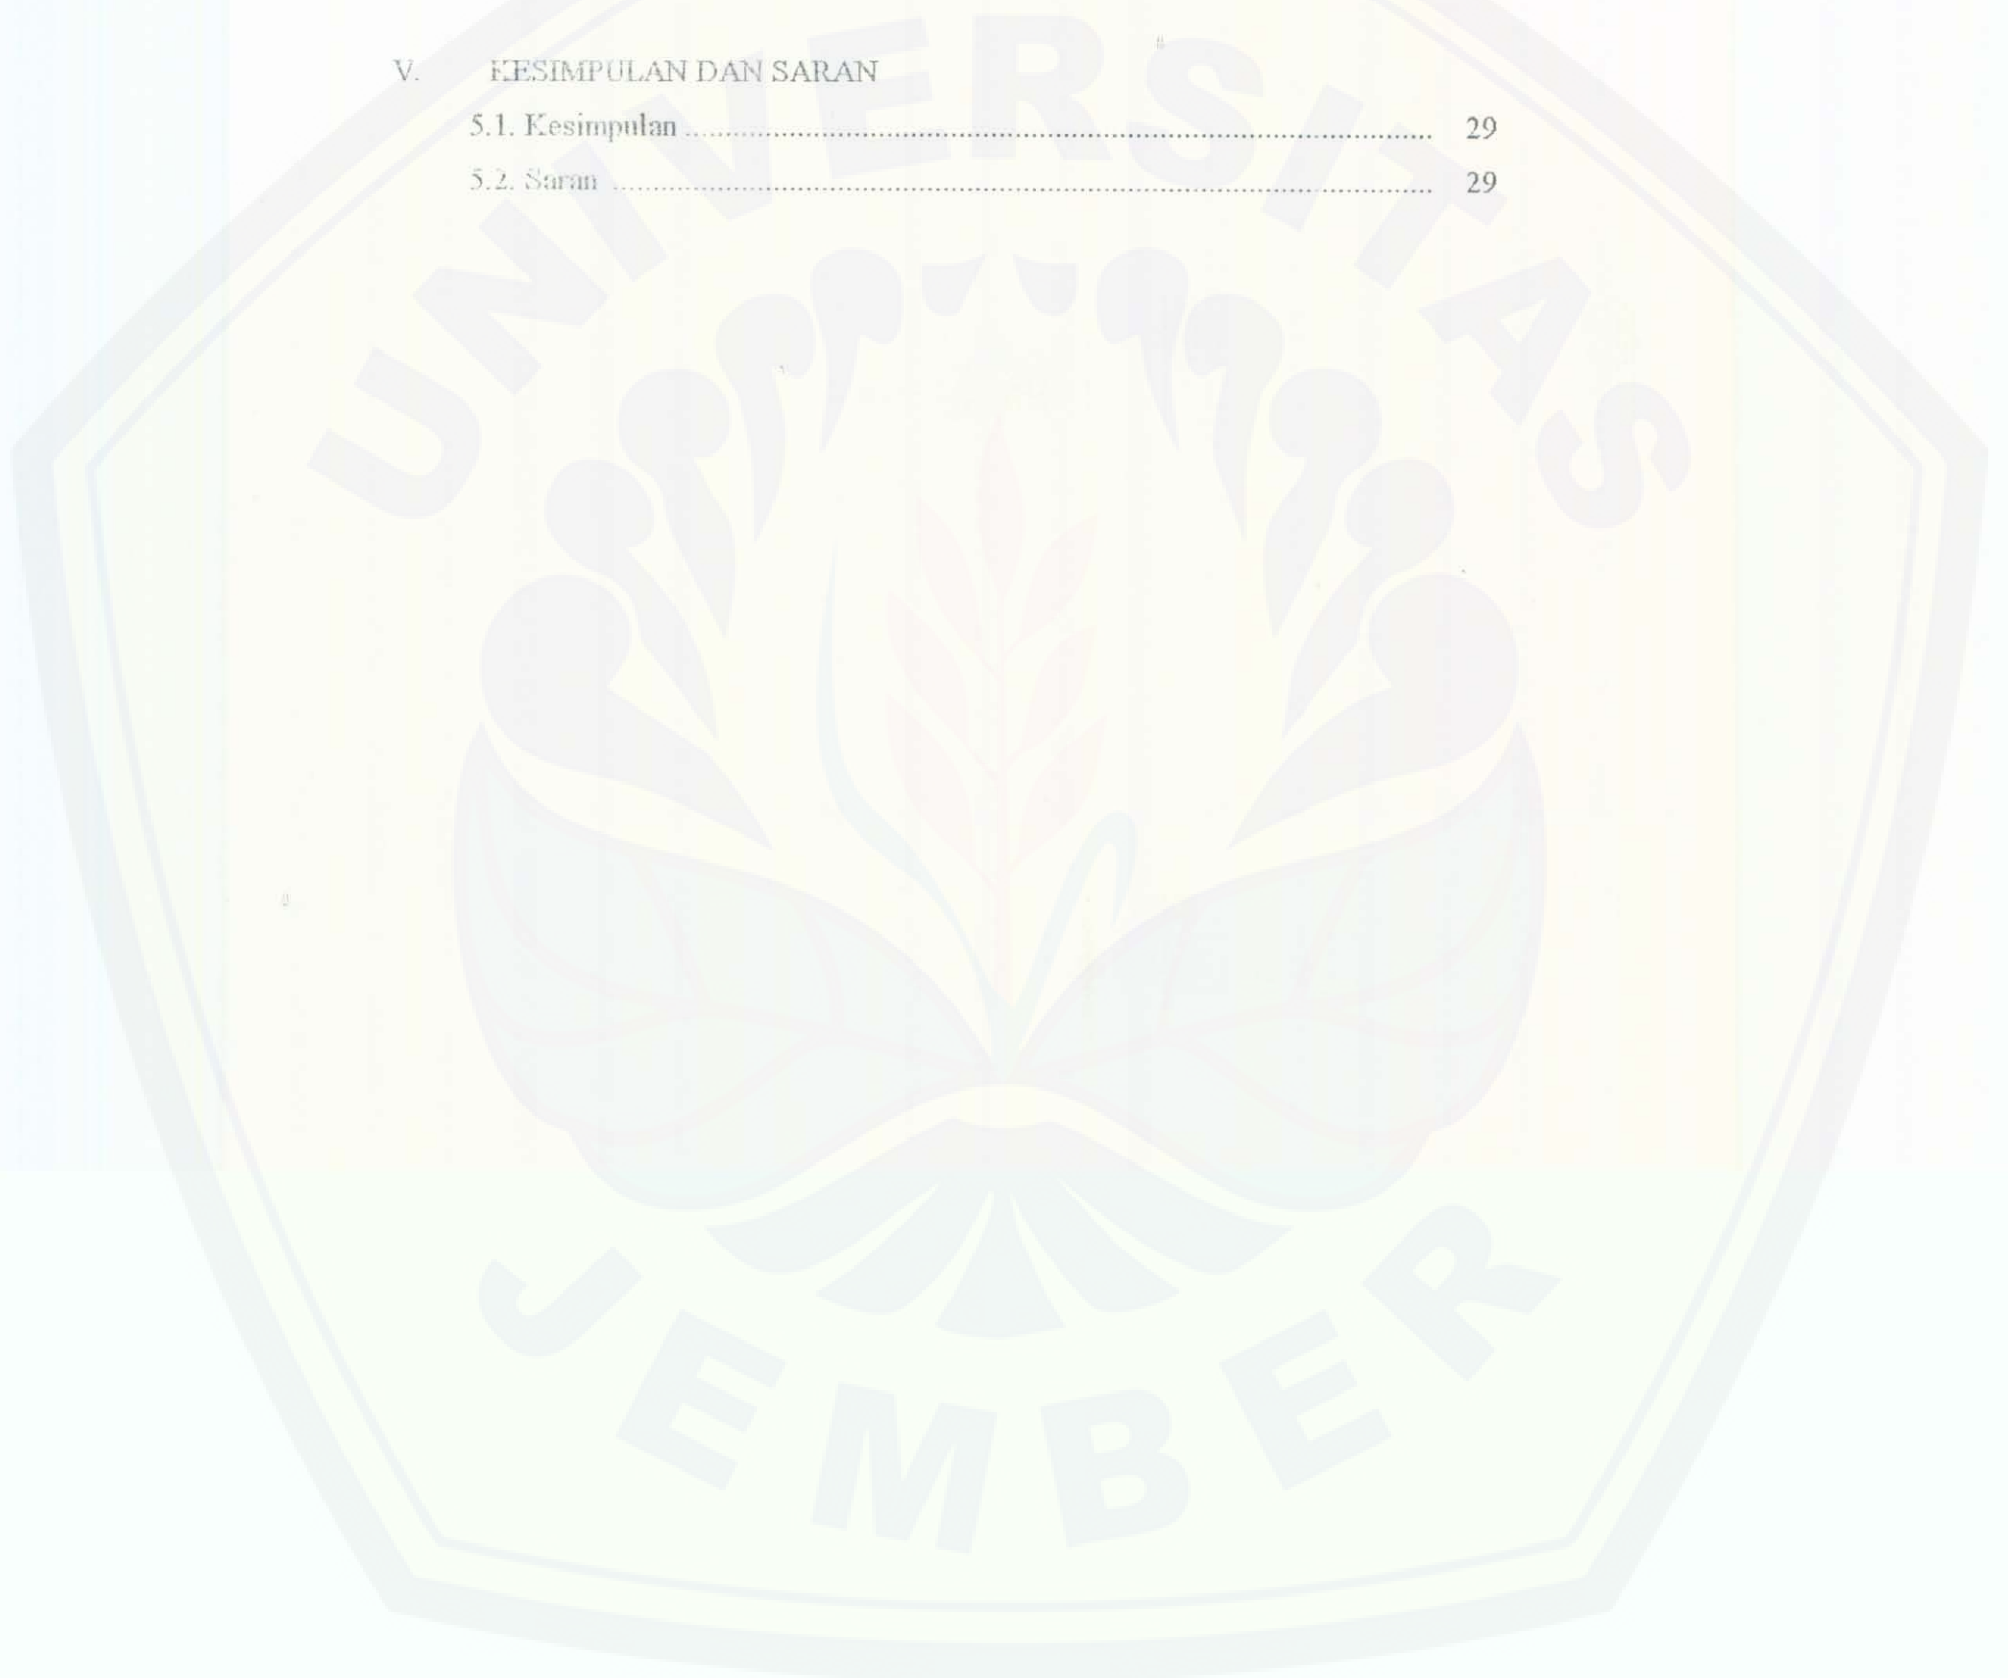 V. KESIMPULAN DAN SARAN
5.1. Kesimpulan ........................................ 29
5.2. Saran ........................................ 29
UNIVERSITAS
JEMBER